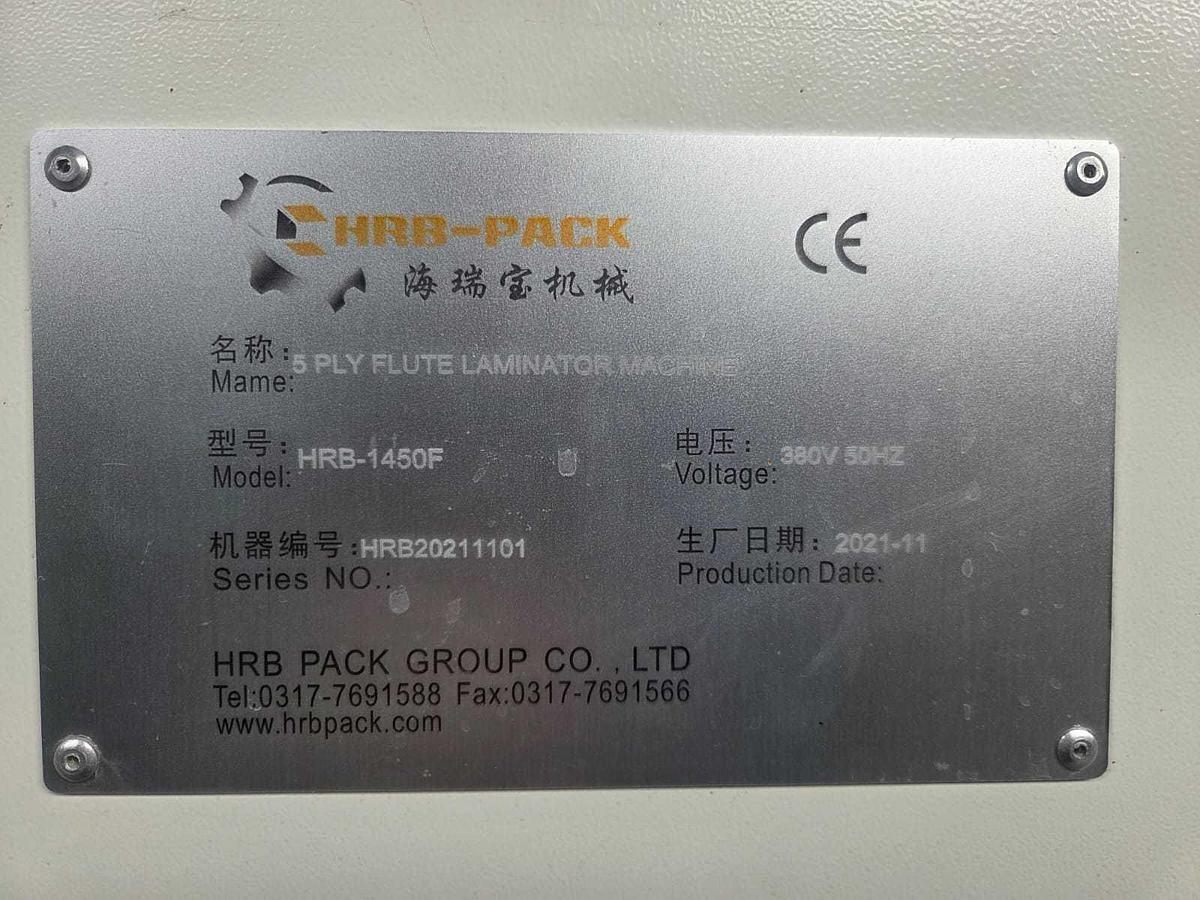 HRB-PACK
CE
海瑞宝机械
名称:5 PLY FLUTE LAMINATOR MACHINE
Mame:
型号:HRB-1450F
Model:
电压:380V 50HZ
Voltage:
机器编号:HRB20211101
Series NO.:
生厂日期:2021-11
Production Date:
HRB PACK GROUP CO.,LTD
Tel:0317-7691588 Fax:0317-7691566
www.hrbpack.com